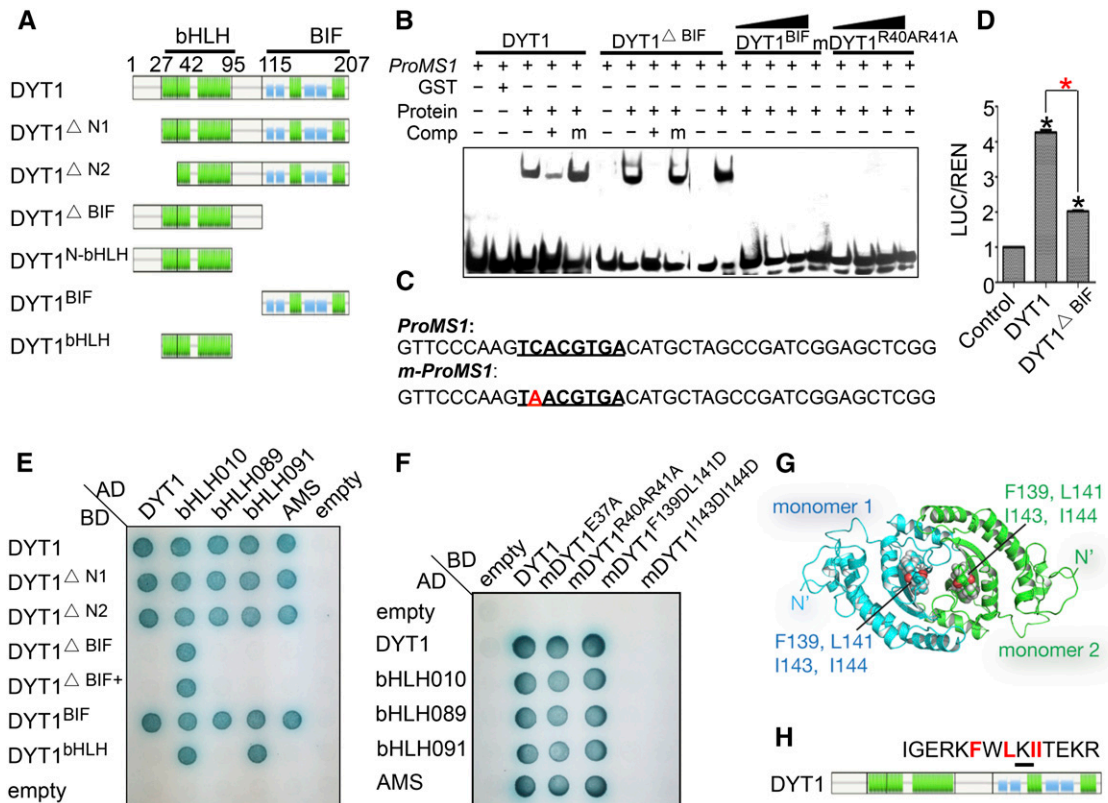 A
bHLH BIF
1 27 42 95 115 207
DYT1
DYT1△ N1
DYT1△ N2
DYT1△ BIF
DYT1N-bHLH
DYT1BIF
DYT1bHLH
B
DYT1 DYT1△ BIF DYT1BIF mDYT1R40AR41A
ProMS1 + + + + + + + + + + + + + + + + + +
GST − + − − − − − − − − − − − − − − − −
Protein − − + + + − + + + − + + + + + + + +
Comp − − − + m − − + m − − − − − − − − −
C
ProMS1:
GTTCCCAAGTCACGTGACATGCTAGCCGATCGGAGCTCGG
m-ProMS1:
GTTCCCAAGTAACGTGACATGCTAGCCGATCGGAGCTCGG
D
LUC/REN
5
4
3
2
1
0
* * *
Control
DYT1
DYT1△ BIF
E
AD
BD
DYT1 bHLH010 bHLH089 bHLH091 AMS empty
DYT1
DYT1△ N1
DYT1△ N2
DYT1△ BIF
DYT1△ BIF+
DYT1BIF
DYT1bHLH
empty
F
BD
AD
empty DYT1 mDYT1E37A mDYT1R40AR41A mDYT1F139DL141D mDYT1I143DI144D
empty
DYT1
bHLH010
bHLH089
bHLH091
AMS
G
monomer 1
F139, L141
I143, I144
N'
N'
F139, L141
I143, I144
monomer 2
H
IGERKFWLKIITEKR
DYT1